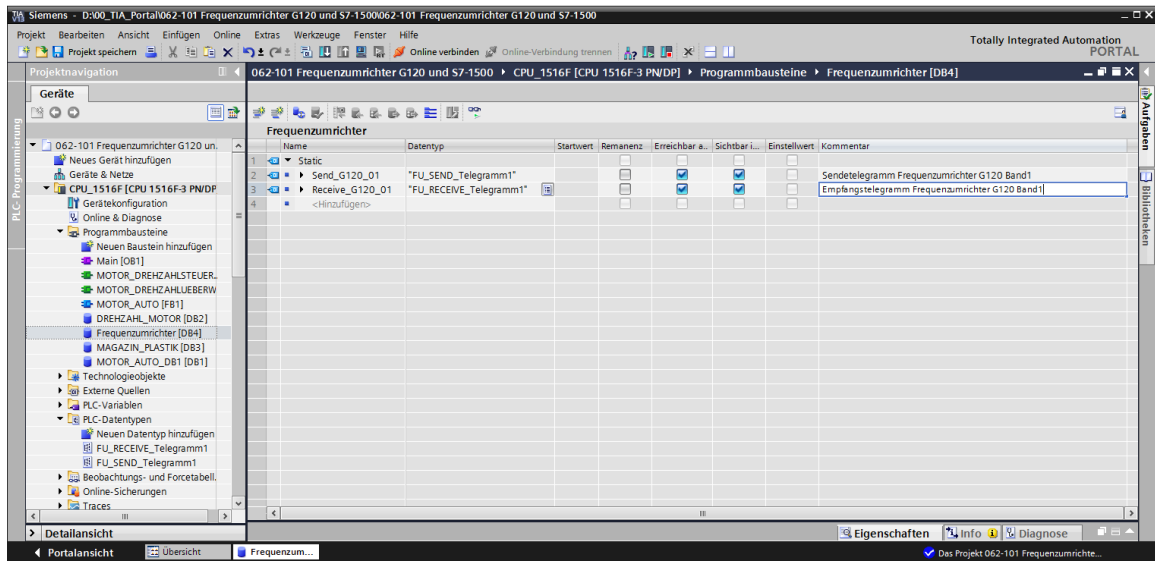 Siemens - D:\00_TIA_Portal\062-101 Frequenzumrichter G120 und S7-1500\062-101 Frequenzumrichter G120 und S7-1500
Projekt Bearbeiten Ansicht Einfügen Online Extras Werkzeuge Fenster Hilfe
Totally Integrated Automation
PORTAL
Projekt speichern Online verbinden Online-Verbindung trennen
Projektnavigation
062-101 Frequenzumrichter G120 und S7-1500 CPU_1516F [CPU 1516F-3 PN/DP] Programmbausteine Frequenzumrichter [DB4]
Geräte
PLC-Programmierung
062-101 Frequenzumrichter G120 un.
Neues Gerät hinzufügen
Geräte & Netze
CPU_1516F [CPU 1516F-3 PN/DP
Gerätekonfiguration
Online & Diagnose
Programmbausteine
Neuen Baustein hinzufügen
Main [OB1]
MOTOR_DREHZAHLSTEUER..
MOTOR_DREHZAHLUEBERW
MOTOR_AUTO [FB1]
DREHZAHL_MOTOR [DB2]
Frequenzumrichter [DB4]
MAGAZIN_PLASTIK [DB3]
MOTOR_AUTO_DB1 [DB1]
Technologieobjekte
Externe Quellen
PLC-Variablen
PLC-Datentypen
Neuen Datentyp hinzufügen
FU_RECEIVE_Telegramm1
FU_SEND_Telegramm1
Beobachtungs- und Forcetabell.
Online-Sicherungen
Traces
Frequenzumrichter
Name Datentyp Startwert Remanenz Erreichbar a.. Sichtbar i... Einstellwert Kommentar
1 Static
2 Send_G120_01 "FU_SEND_Telegramm1" Sendetelegramm Frequenzumrichter G120 Band1
3 Receive_G120_01 "FU_RECEIVE_Telegramm1" Empfangstelegramm Frequenzumrichter G120 Band1
4 <Hinzufügen>
Aufgaben
Bibliotheken
Detailansicht
Eigenschaften Info Diagnose
Portalansicht Übersicht Frequenzum... Das Projekt 062-101 Frequenzumrichte...